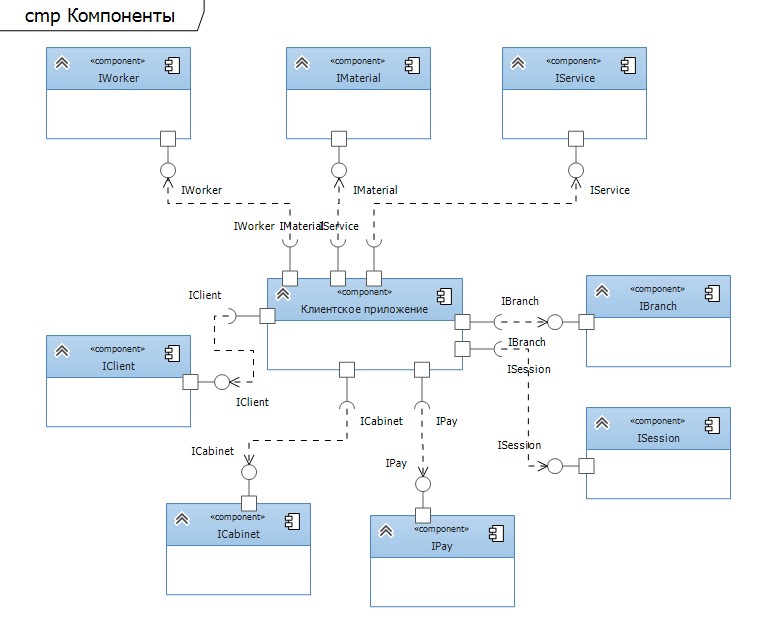 cmp Компоненты
«component»
IWorker
«component»
IMaterial
«component»
IService
IWorker
IMaterial
IService
IWorker
IMaterial
IService
IClient
«component»
Клиентское приложение
IBranch
«component»
IBranch
IBranch
ISession
«component»
IClient
IClient
ICabinet
IPay
«component»
ISession
ISession
ICabinet
IPay
«component»
ICabinet
«component»
IPay